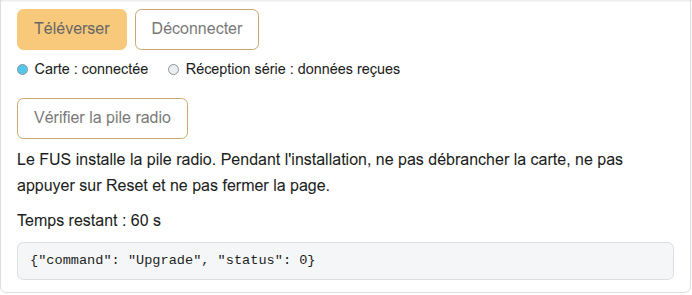 Téléverser Déconnecter
Carte : connectée Réception série : données reçues
Vérifier la pile radio
Le FUS installe la pile radio. Pendant l'installation, ne pas débrancher la carte, ne pas
appuyer sur Reset et ne pas fermer la page.
Temps restant : 60 s
{"command": "Upgrade", "status": 0}